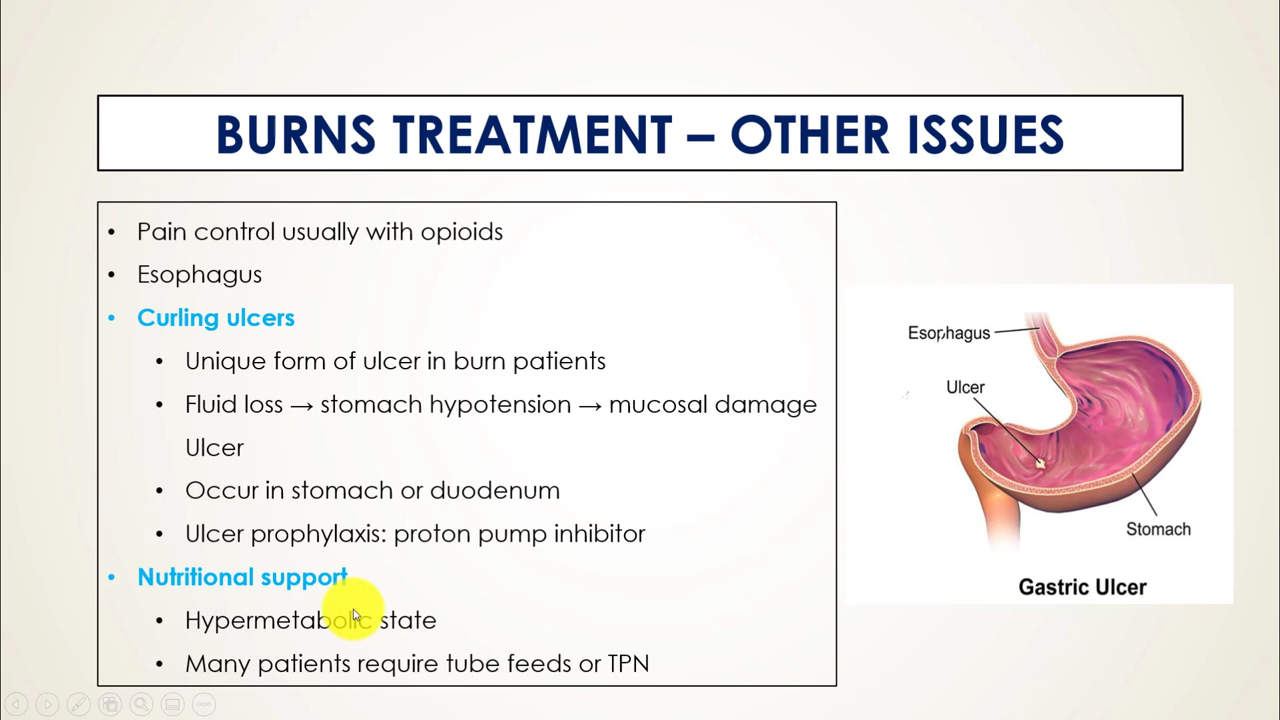 BURNS TREATMENT – OTHER ISSUES
• Pain control usually with opioids
• Esophagus
• Curling ulcers
• Unique form of ulcer in burn patients
• Fluid loss → stomach hypotension → mucosal damage
Ulcer
• Occur in stomach or duodenum
• Ulcer prophylaxis: proton pump inhibitor
• Nutritional support
• Hypermetabolic state
• Many patients require tube feeds or TPN
Esophagus
Ulcer
Stomach
Gastric Ulcer